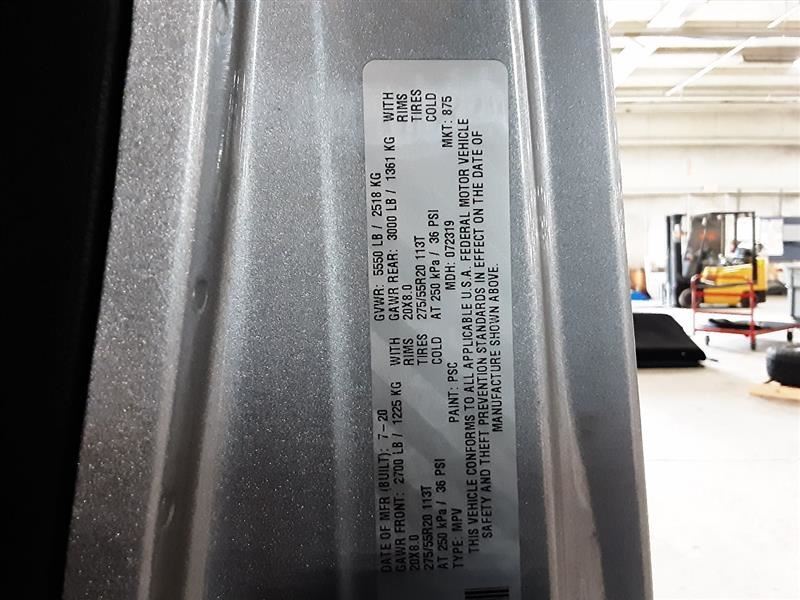 DATE OF MFR (BUILT): 7-20 GVWR: 5550 LB / 2518 KG
GAWR FRONT: 2700 LB / 1225 KG WITH GAWR REAR: 3000 LB / 1361 KG WITH
20X8.0 RIMS 20X8.0 RIMS
275/55R20 113T TIRES 275/55R20 113T TIRES
AT 250 kPa / 36 PSI COLD AT 250 kPa / 36 PSI COLD
TYPE: MPV PAINT: PSC MDH: 072319 MKT: 875
THIS VEHICLE CONFORMS TO ALL APPLICABLE U.S.A. FEDERAL MOTOR VEHICLE
SAFETY AND THEFT PREVENTION STANDARDS IN EFFECT ON THE DATE OF
MANUFACTURE SHOWN ABOVE.